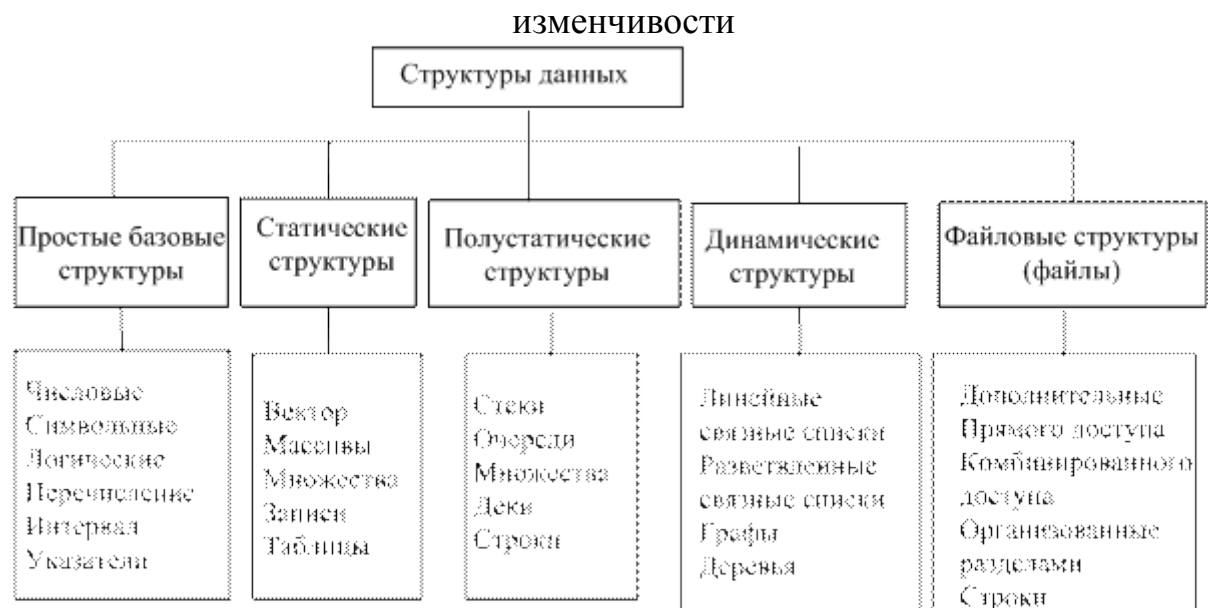 изменчивости
Структуры данных
Простые базовые
структуры
Статические
структуры
Полустатические
структуры
Динамические
структуры
Файловые структуры
(файлы)
Числовые
Символьные
Логические
Перечисление
Интервал
Указатели
Вектор
Массивы
Множества
Записи
Таблицы
Стеки
Очереди
Множества
Деки
Строки
Линейные
связные списки
Разветвленные
связные списки
Графы
Деревья
Дополнительные
Прямого доступа
Комбинированного
доступа
Организованные
разделами
Строки